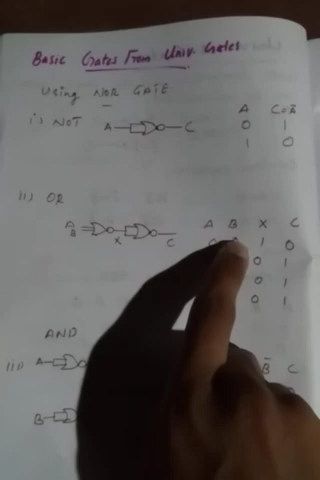 Basic Gates From Univ. Gates
Using NOR GATE
i) NOT A C
A C=Ā
0 1
1 0
ii) OR
A B X C
A B X C
1 0
0 1
0 1
0 1
AND
iii) A
B̄ C
B